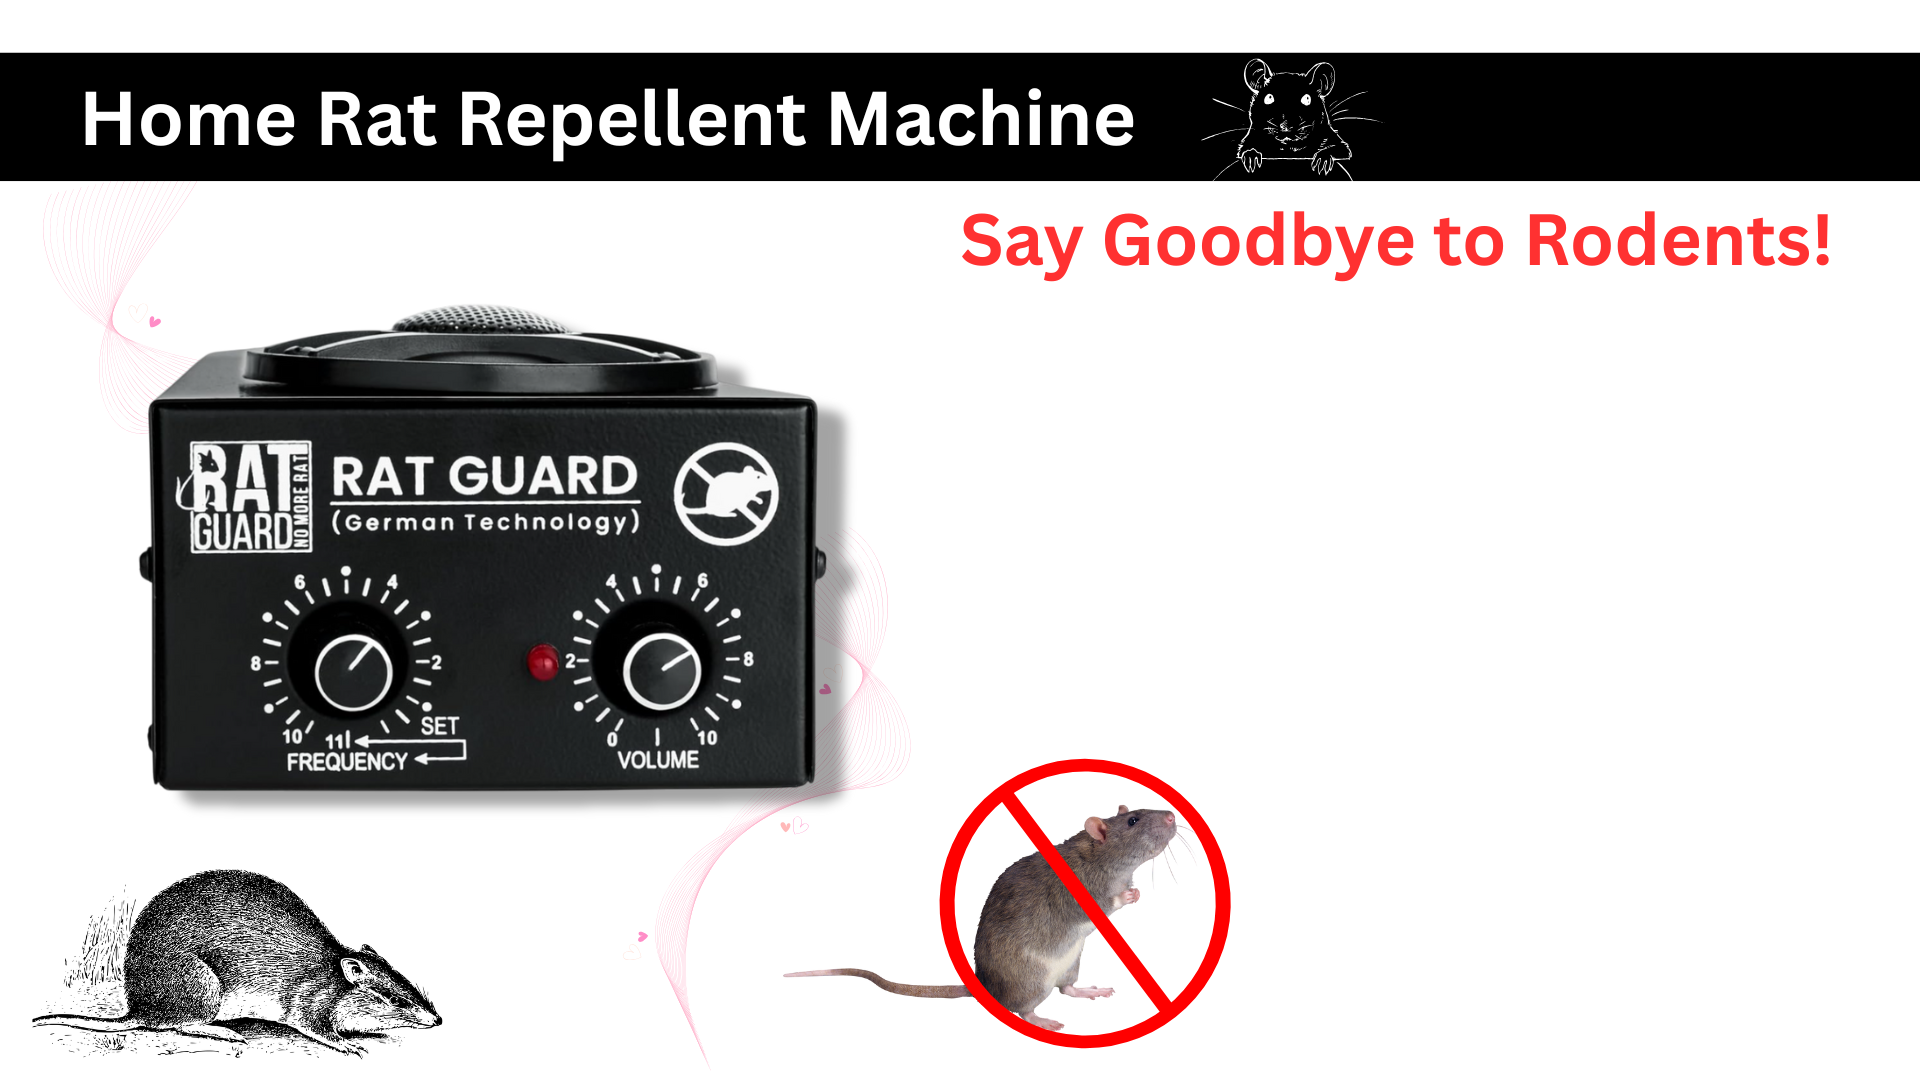 Home Rat Repellent Machine
Say Goodbye to Rodents!
RAT
GUARD
NO MORE RAT
RAT GUARD
(German Technology)
6 4
8 2
10 11
SET
FREQUENCY
4 6
2 8
0 10
VOLUME